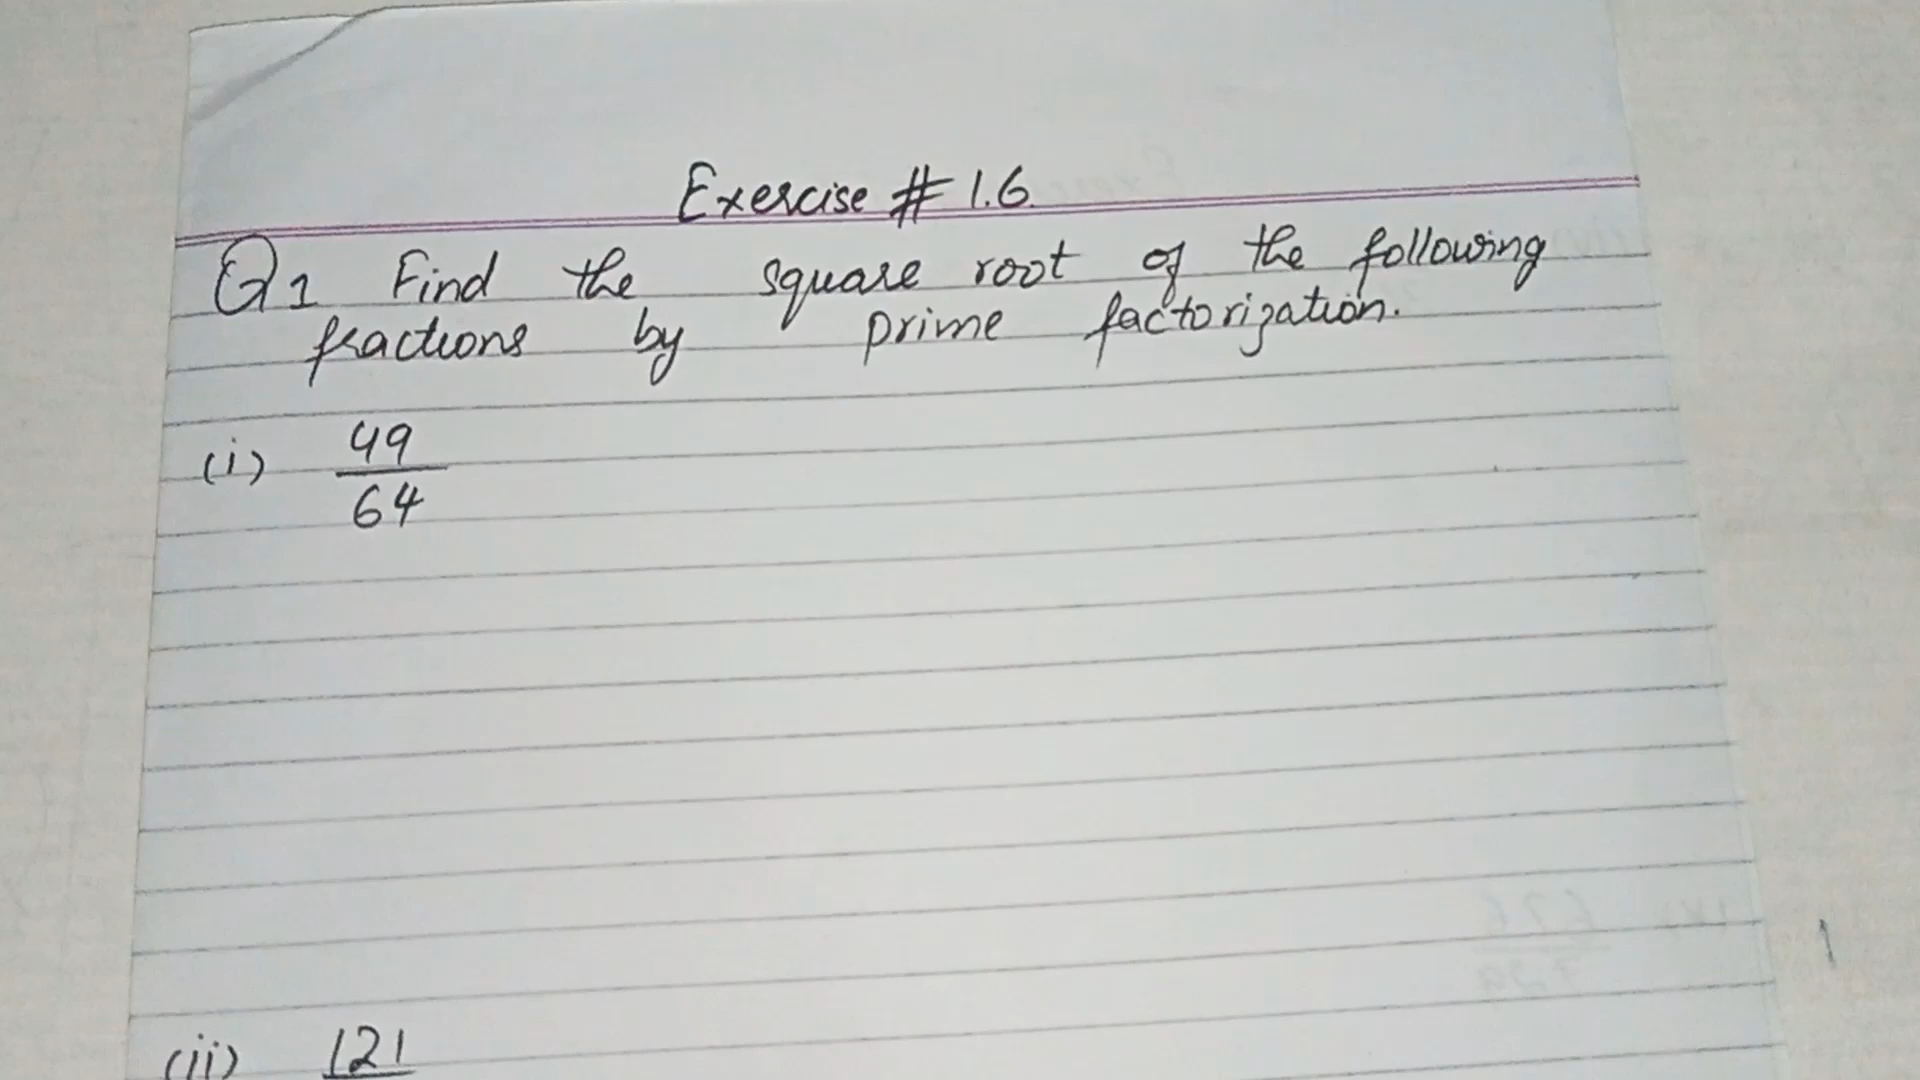 Exercise # 1.6.
Q1 Find the square root of the following
fractions by prime factorization.
(i) 49
64
(ii) 121